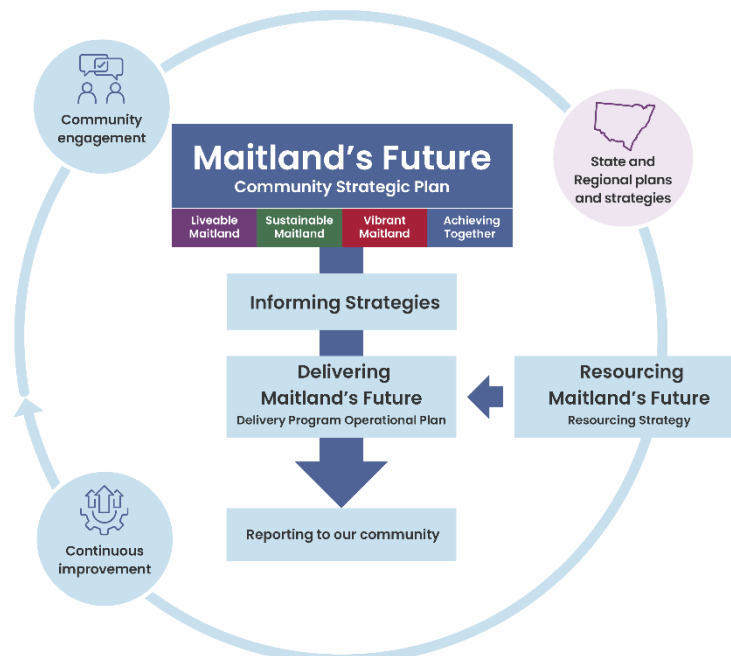 Community
engagement
Maitland's Future
Community Strategic Plan
Liveable
Maitland
Sustainable
Maitland
Vibrant
Maitland
Achieving
Together
State and
Regional plans
and strategies
Informing Strategies
Delivering
Maitland's Future
Delivery Program Operational Plan
Resourcing
Maitland's Future
Resourcing Strategy
Reporting to our community
Continuous
improvement